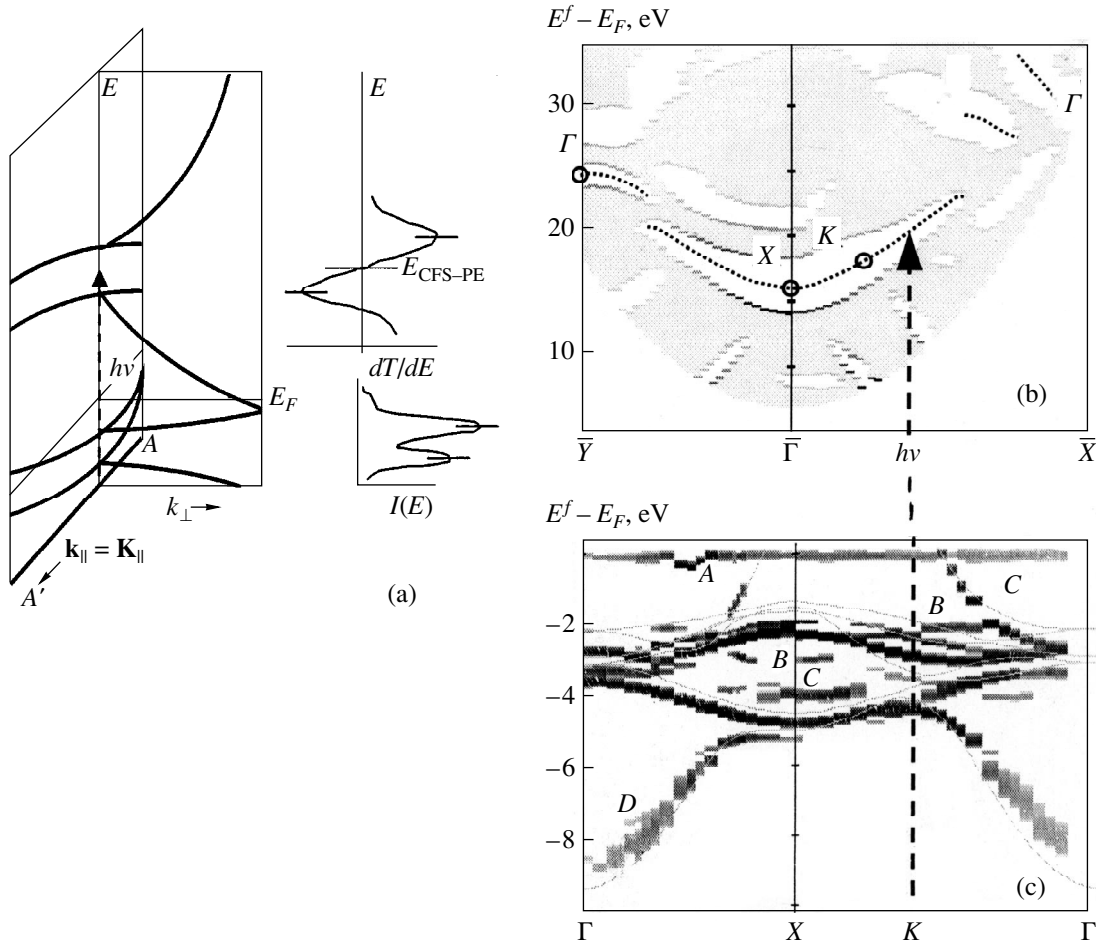 E
hν
E_F
A
k_⊥ →
k_∥ = K_∥
A′
E
E_CFS–PE
dT/dE
I(E)
(a)
E^f – E_F, eV
30
20
10
Γ
Γ
X
K
(b)
Y̅
Γ̅
hν
X̅
E^f – E_F, eV
–2
–4
–6
–8
A
B
C
B
C
D
(c)
Γ
X
K
Γ